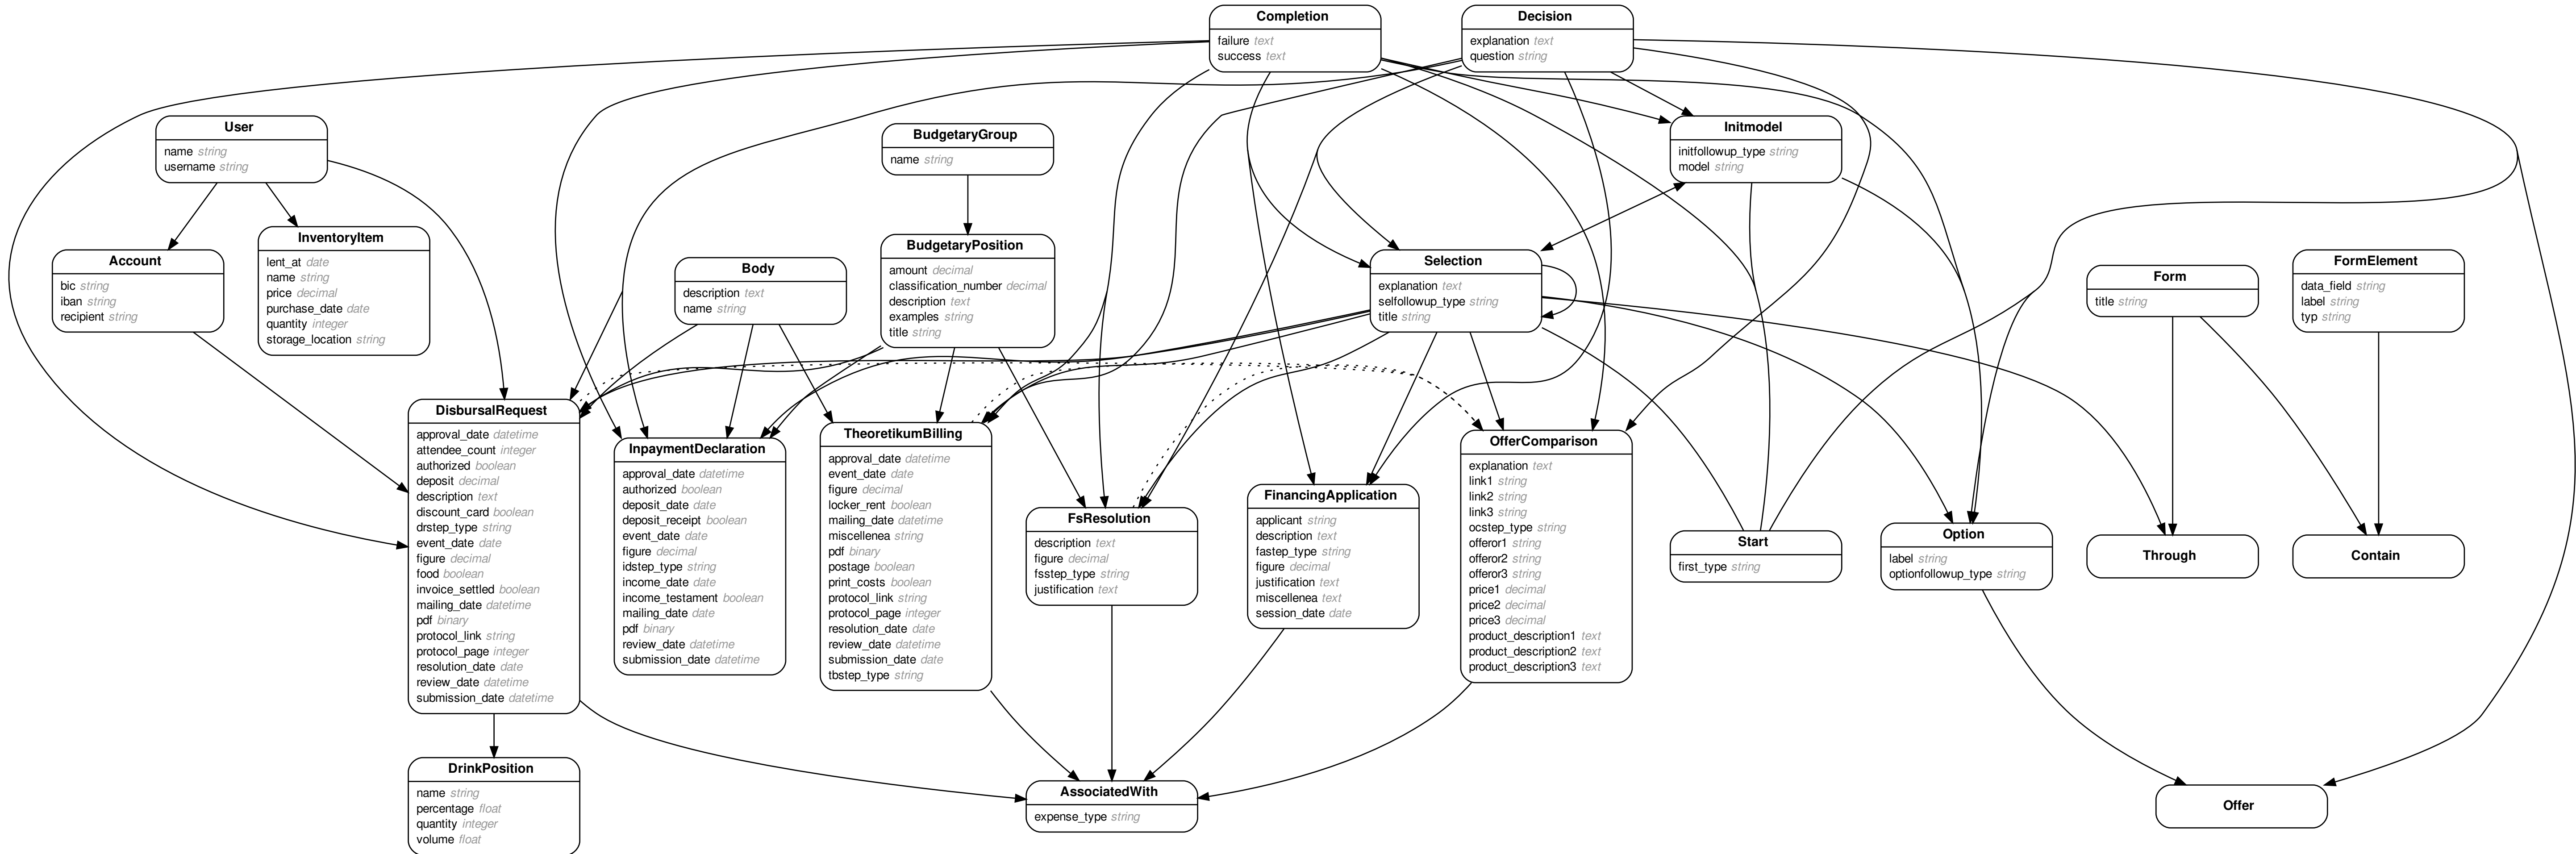 Completion
failure text
success text
Decision
explanation text
question string
User
name string
username string
BudgetaryGroup
name string
Initmodel
initfollowup_type string
model string
InventoryItem
lent_at date
name string
price decimal
purchase_date date
quantity integer
storage_location string
Account
bic string
iban string
recipient string
Body
description text
name string
BudgetaryPosition
amount decimal
classification_number decimal
description text
examples string
title string
Selection
explanation text
selfollowup_type string
title string
Form
title string
FormElement
data_field string
label string
typ string
DisbursalRequest
approval_date datetime
attendee_count integer
authorized boolean
deposit decimal
description text
discount_card boolean
drstep_type string
event_date date
figure decimal
food boolean
invoice_settled boolean
mailing_date datetime
pdf binary
protocol_link string
protocol_page integer
resolution_date date
review_date datetime
submission_date datetime
InpaymentDeclaration
approval_date datetime
authorized boolean
deposit_date date
deposit_receipt boolean
event_date date
figure decimal
idstep_type string
income_date date
income_testament boolean
mailing_date date
pdf binary
review_date datetime
submission_date datetime
TheoretikumBilling
approval_date datetime
event_date date
figure decimal
locker_rent boolean
mailing_date datetime
miscellenea string
pdf binary
postage boolean
print_costs boolean
protocol_link string
protocol_page integer
resolution_date date
review_date datetime
submission_date date
tbstep_type string
FsResolution
description text
figure decimal
fsstep_type string
justification text
FinancingApplication
applicant string
description text
fastep_type string
figure decimal
justification text
miscellenea text
session_date date
OfferComparison
explanation text
link1 string
link2 string
link3 string
ocstep_type string
offeror1 string
offeror2 string
offeror3 string
price1 decimal
price2 decimal
price3 decimal
product_description1 text
product_description2 text
product_description3 text
Start
first_type string
Option
label string
optionfollowup_type string
Through
Contain
DrinkPosition
name string
percentage float
quantity integer
volume float
AssociatedWith
expense_type string
Offer